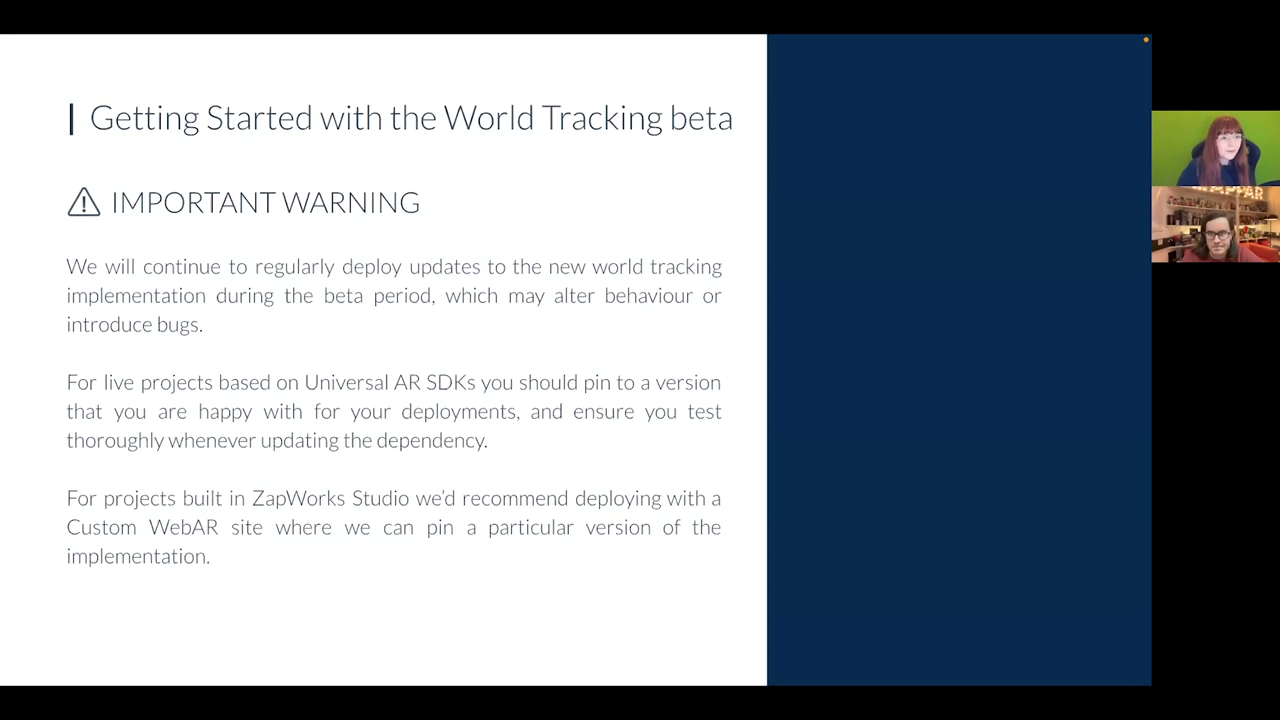 Getting Started with the World Tracking beta
IMPORTANT WARNING
We will continue to regularly deploy updates to the new world tracking
implementation during the beta period, which may alter behaviour or
introduce bugs.
For live projects based on Universal AR SDKs you should pin to a version
that you are happy with for your deployments, and ensure you test
thoroughly whenever updating the dependency.
For projects built in ZapWorks Studio we'd recommend deploying with a
Custom WebAR site where we can pin a particular version of the
implementation.